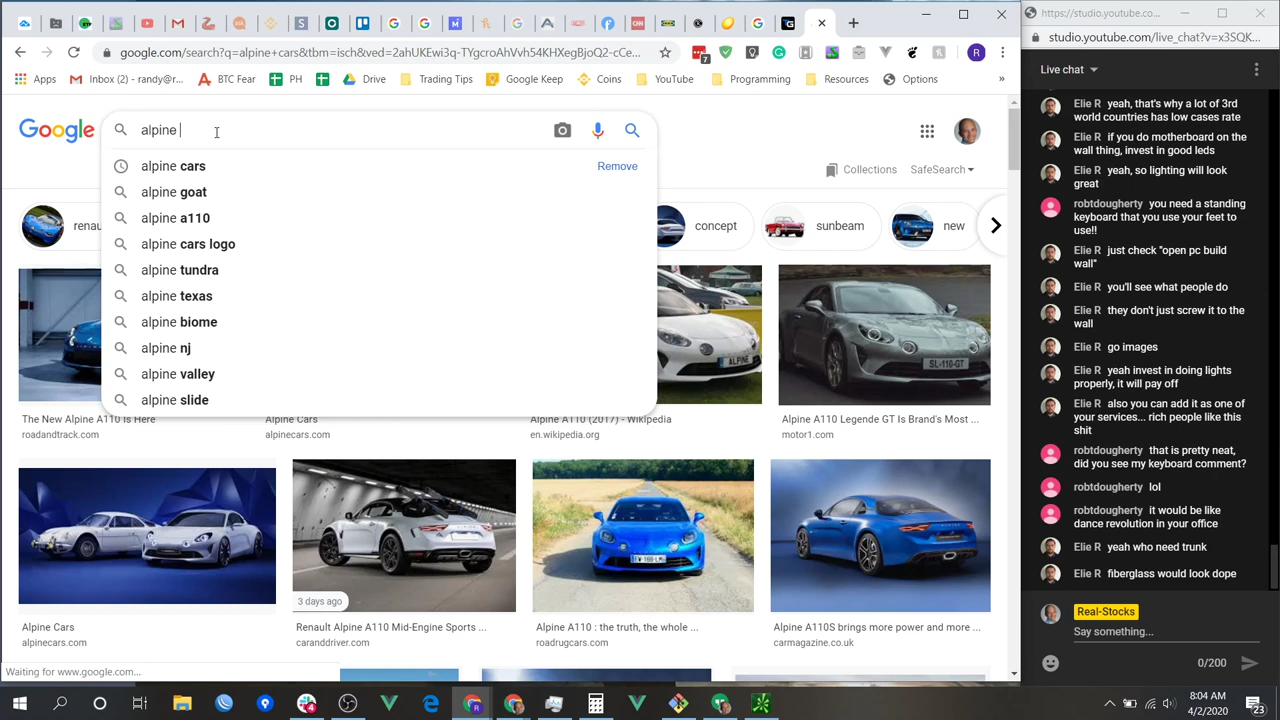 https://studio.youtube.co...
google.com/search?q=alpine+cars&tbm=isch&ved=2ahUKEwi3q-TYgcroAhVvh54KHXegBjoQ2-cCe...
studio.youtube.com/live_chat?v=x3SQK...
Apps
Inbox (2) - randy@r...
BTC Fear
PH
Drive
Trading Tips
Google Keep
Coins
YouTube
Programming
Resources
Options
»
Live chat
Google
alpine
Collections
SafeSearch
alpine cars
Remove
alpine goat
alpine a110
alpine cars logo
alpine tundra
alpine texas
alpine biome
alpine nj
alpine valley
alpine slide
renau
concept
sunbeam
new
ALPINE
SL-110-GT
The New Alpine A110 Is Here
roadandtrack.com
Alpine Cars
alpinecars.com
Alpine A110 (2017) - Wikipedia
en.wikipedia.org
Alpine A110 Legende GT Is Brand's Most ...
motor1.com
3 days ago
Alpine Cars
alpinecars.com
Renault Alpine A110 Mid-Engine Sports ...
caranddriver.com
Alpine A110 : the truth, the whole ...
roadrugcars.com
Alpine A110S brings more power and more ...
carmagazine.co.uk
Waiting for www.google.com...
Elie R yeah, that's why a lot of 3rd
world countries has low cases rate
Elie R if you do motherboard on the
wall thing, invest in good leds
Elie R yeah, so lighting will look
great
robtdougherty you need a standing
keyboard that you use your feet to
use!!
Elie R just check "open pc build
wall"
Elie R you'll see what people do
Elie R they don't just screw it to the
wall
Elie R go images
Elie R yeah invest in doing lights
properly, it will pay off
Elie R also you can add it as one of
your services... rich people like this
shit
robtdougherty that is pretty neat,
did you see my keyboard comment?
robtdougherty lol
robtdougherty it would be like
dance revolution in your office
Elie R yeah who need trunk
Elie R fiberglass would look dope
Real-Stocks
Say something...
0/200
8:04 AM
4/2/2020
23